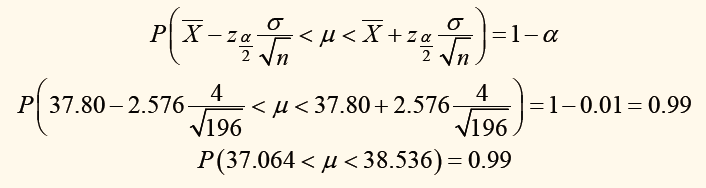 P(X̅ − z_{α/2} σ/√n < μ < X̅ + z_{α/2} σ/√n) = 1 − α
P(37.80 − 2.576 4/√196 < μ < 37.80 + 2.576 4/√196) = 1 − 0.01 = 0.99
P(37.064 < μ < 38.536) = 0.99